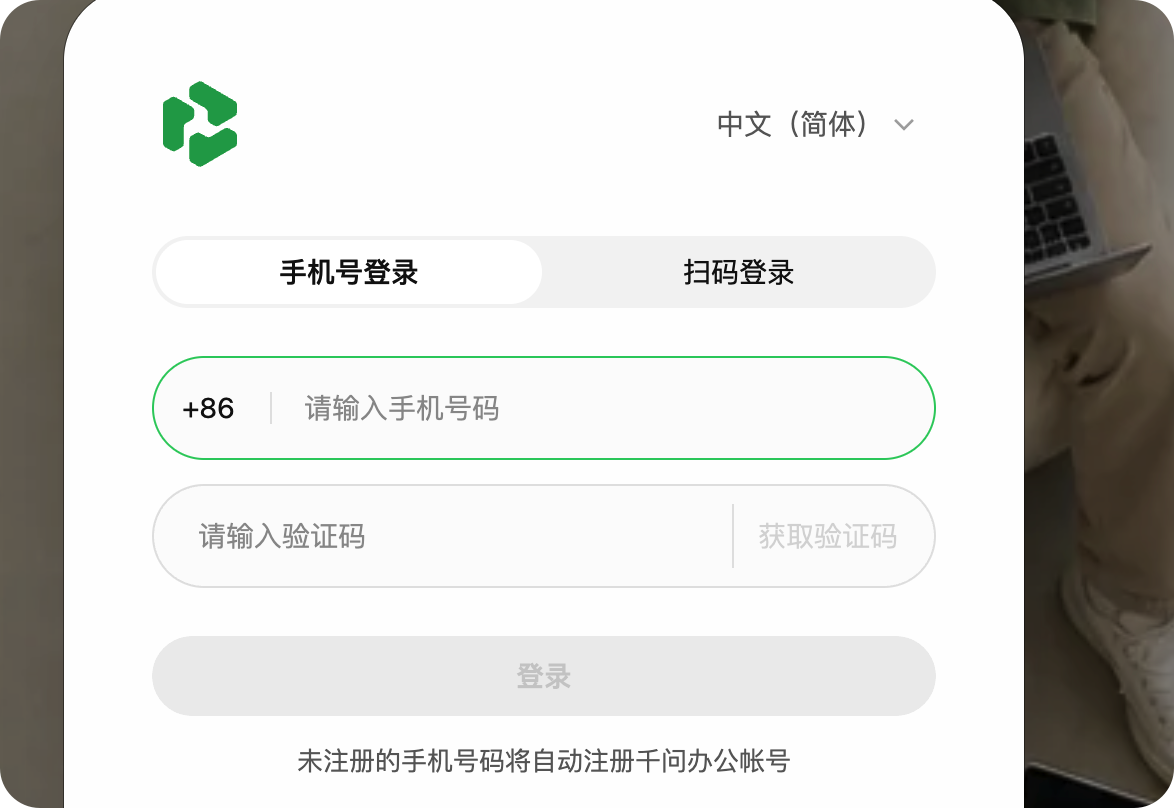 中文（简体）
手机号登录 扫码登录
+86 请输入手机号码
请输入验证码 获取验证码
登录
未注册的手机号码将自动注册千问办公帐号